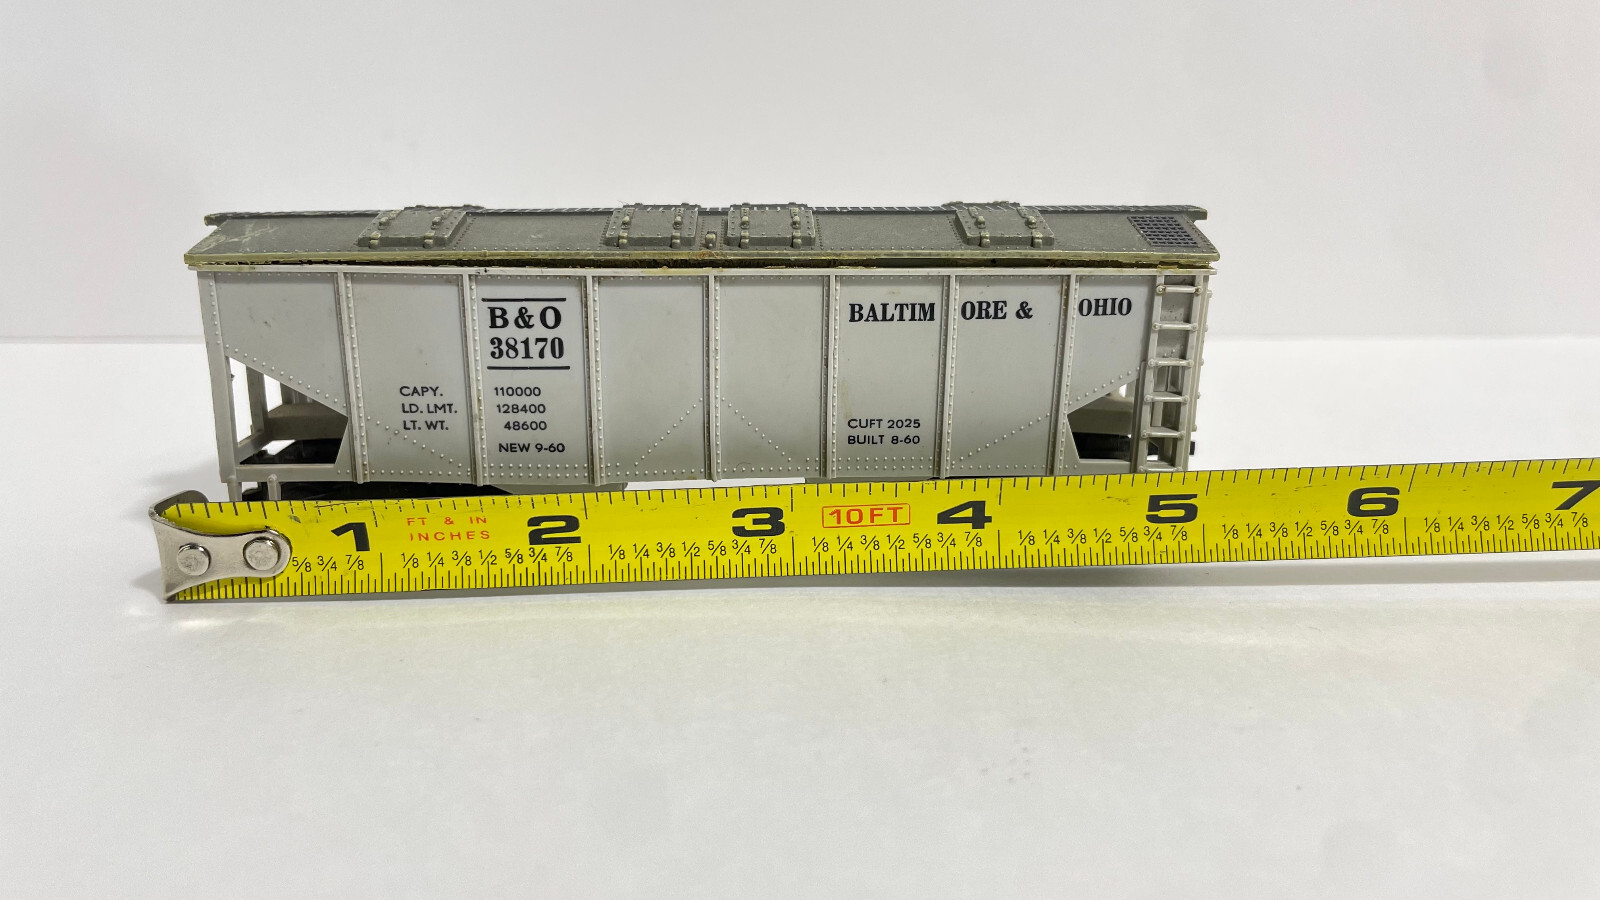 B&O
38170
BALTIMORE & OHIO
CAPY. 110000
LD. LMT. 128400
LT. WT. 48600
NEW 9-60
CUFT 2025
BUILT 8-60
1 FT & IN 2 3 10FT 4 5 6 7
INCHES
5/8 3/4 7/8 1/8 1/4 3/8 1/2 5/8 3/4 7/8 1/8 1/4 3/8 1/2 5/8 3/4 7/8 1/8 1/4 3/8 1/2 5/8 3/4 7/8 1/8 1/4 3/8 1/2 5/8 3/4 7/8 1/8 1/4 3/8 1/2 5/8 3/4 7/8 1/8 1/4 3/8 1/2 5/8 3/4 7/8